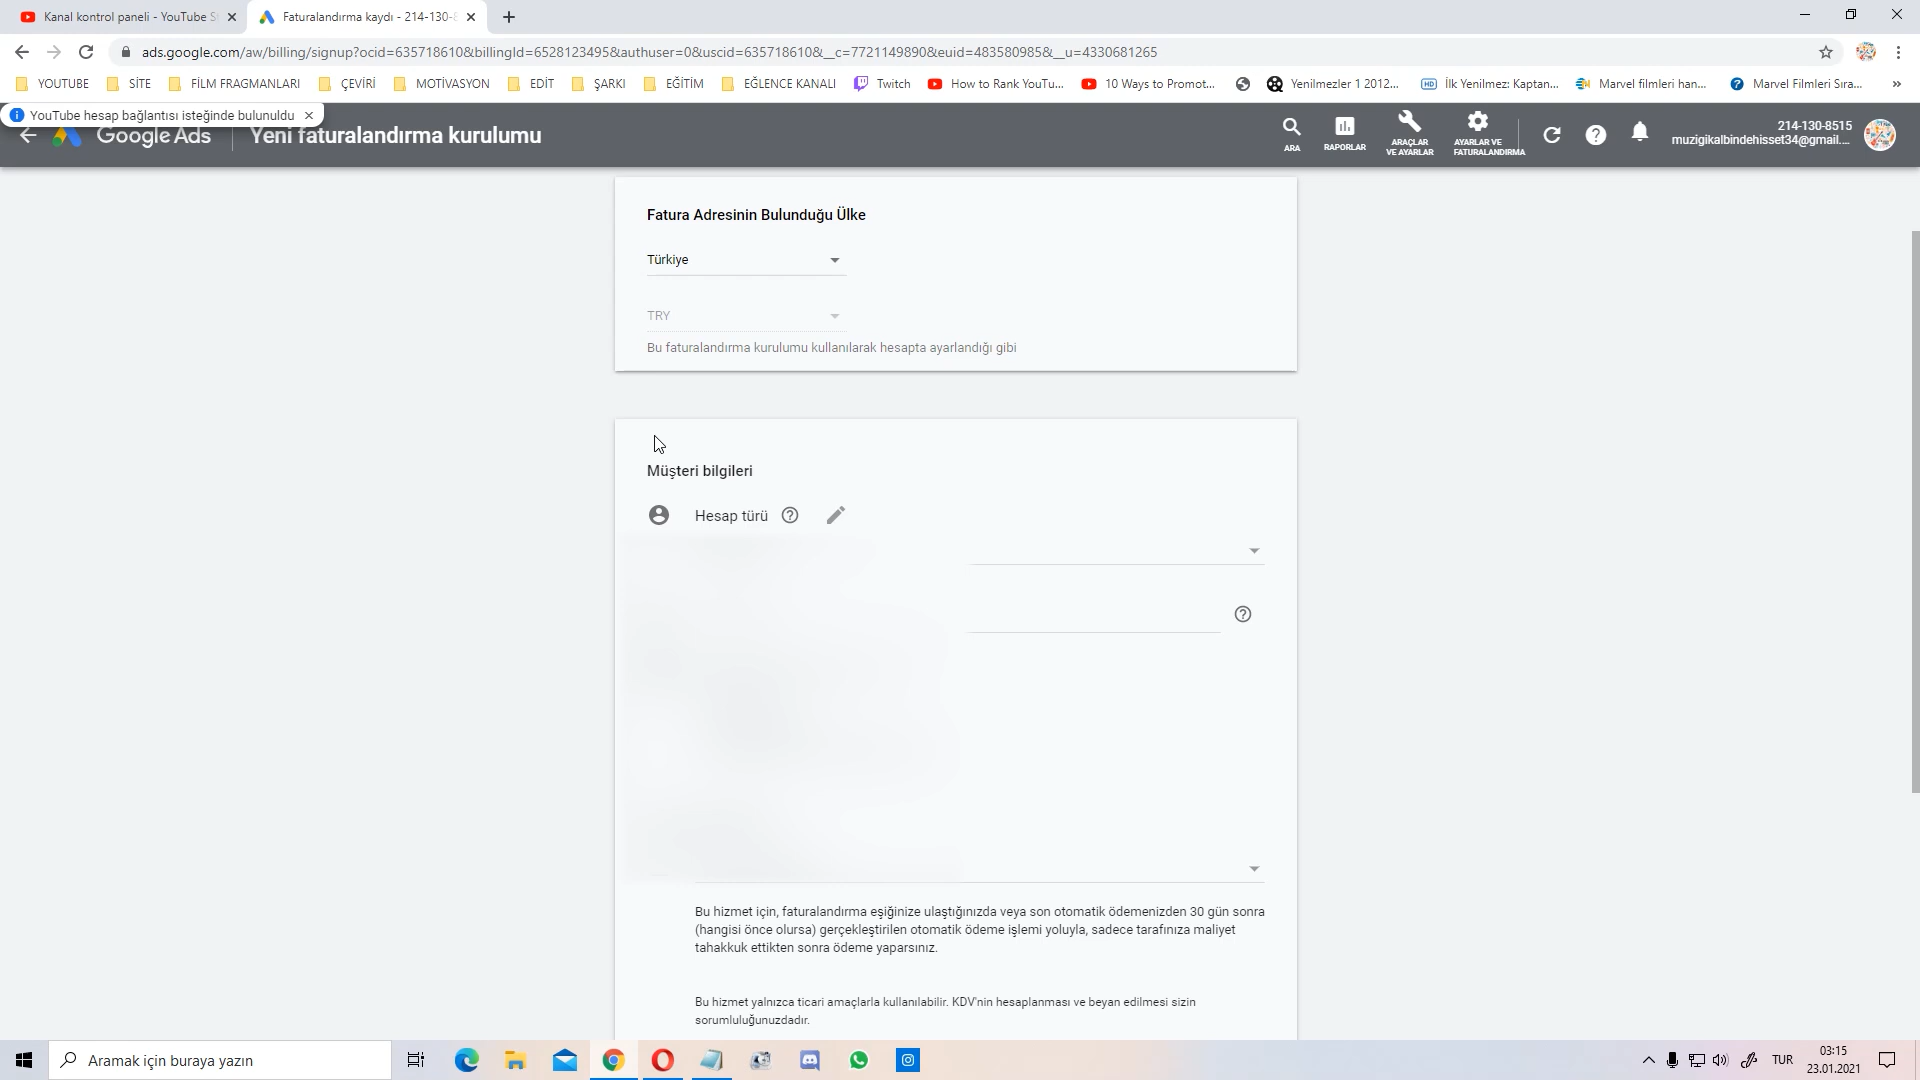 Kanal kontrol paneli - YouTube S
Faturalandırma kaydı - 214-130-8
ads.google.com/aw/billing/signup?ocid=635718610&billingId=6528123495&authuser=0&uscid=635718610&__c=7721149890&euid=483580985&__u=4330681265
YOUTUBE
SİTE
FİLM FRAGMANLARI
ÇEVİRİ
MOTİVASYON
EDİT
ŞARKI
EĞİTİM
EĞLENCE KANALI
Twitch
How to Rank YouTu...
10 Ways to Promot...
Yenilmezler 1 2012...
İlk Yenilmez: Kaptan...
Marvel filmleri han...
Marvel Filmleri Sıra...
»
YouTube hesap bağlantısı isteğinde bulunuldu
Google Ads
Yeni faturalandırma kurulumu
ARA
RAPORLAR
ARAÇLAR
VE AYARLAR
AYARLAR VE
FATURALANDIRMA
214-130-8515
muzigikalbindehisset34@gmail....
Fatura Adresinin Bulunduğu Ülke
Türkiye
TRY
Bu faturalandırma kurulumu kullanılarak hesapta ayarlandığı gibi
Müşteri bilgileri
Hesap türü
Bu hizmet için, faturalandırma eşiğinize ulaştığınızda veya son otomatik ödemenizden 30 gün sonra
(hangisi önce olursa) gerçekleştirilen otomatik ödeme işlemi yoluyla, sadece tarafınıza maliyet
tahakkuk ettikten sonra ödeme yaparsınız.
Bu hizmet yalnızca ticari amaçlarla kullanılabilir. KDV'nin hesaplanması ve beyan edilmesi sizin
sorumluluğunuzdadır.
Aramak için buraya yazın
TUR
03:15
23.01.2021